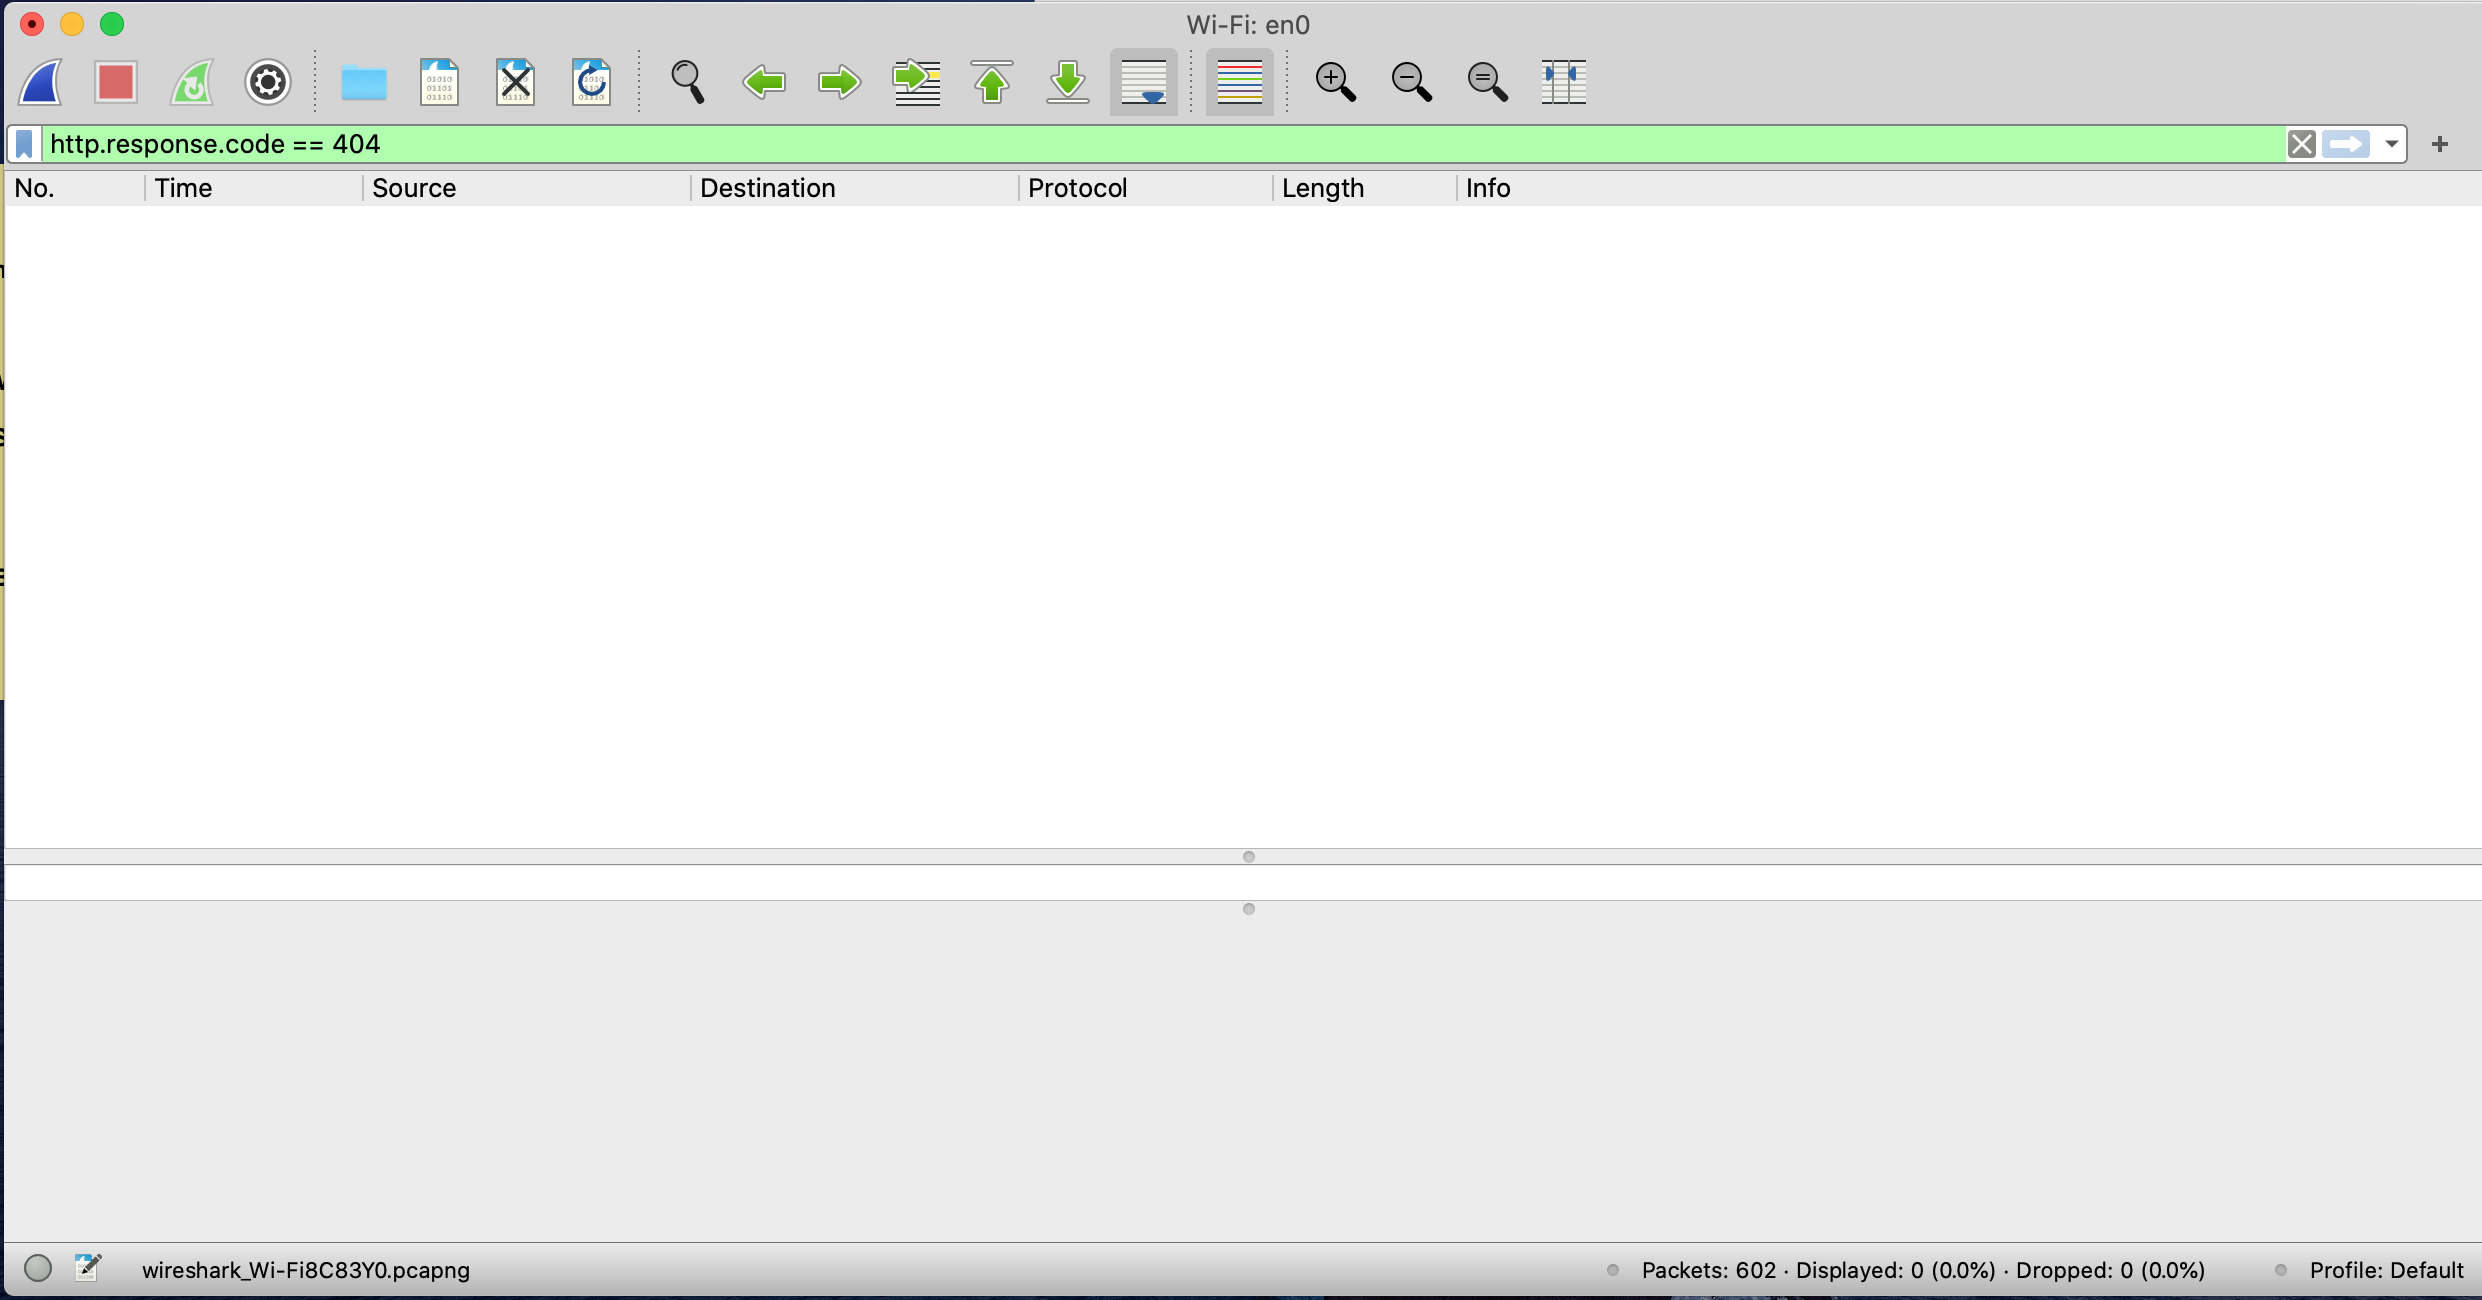 Wi-Fi: en0
http.response.code == 404
No. Time Source Destination Protocol Length Info
wireshark_Wi-Fi8C83Y0.pcapng Packets: 602 · Displayed: 0 (0.0%) · Dropped: 0 (0.0%) Profile: Default